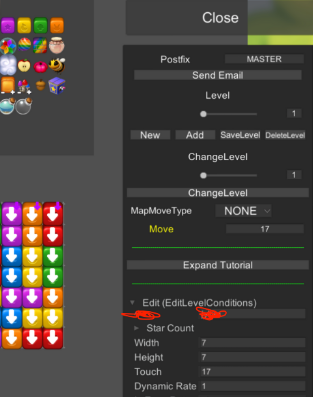 Close
Postfix MASTER
Send Email
Level
1
New Add SaveLevel DeleteLevel
ChangeLevel
1
ChangeLevel
MapMoveType NONE
Move 17
Expand Tutorial
Edit (EditLevelConditions)
Star Count
Width 7
Height 7
Touch 17
Dynamic Rate 1